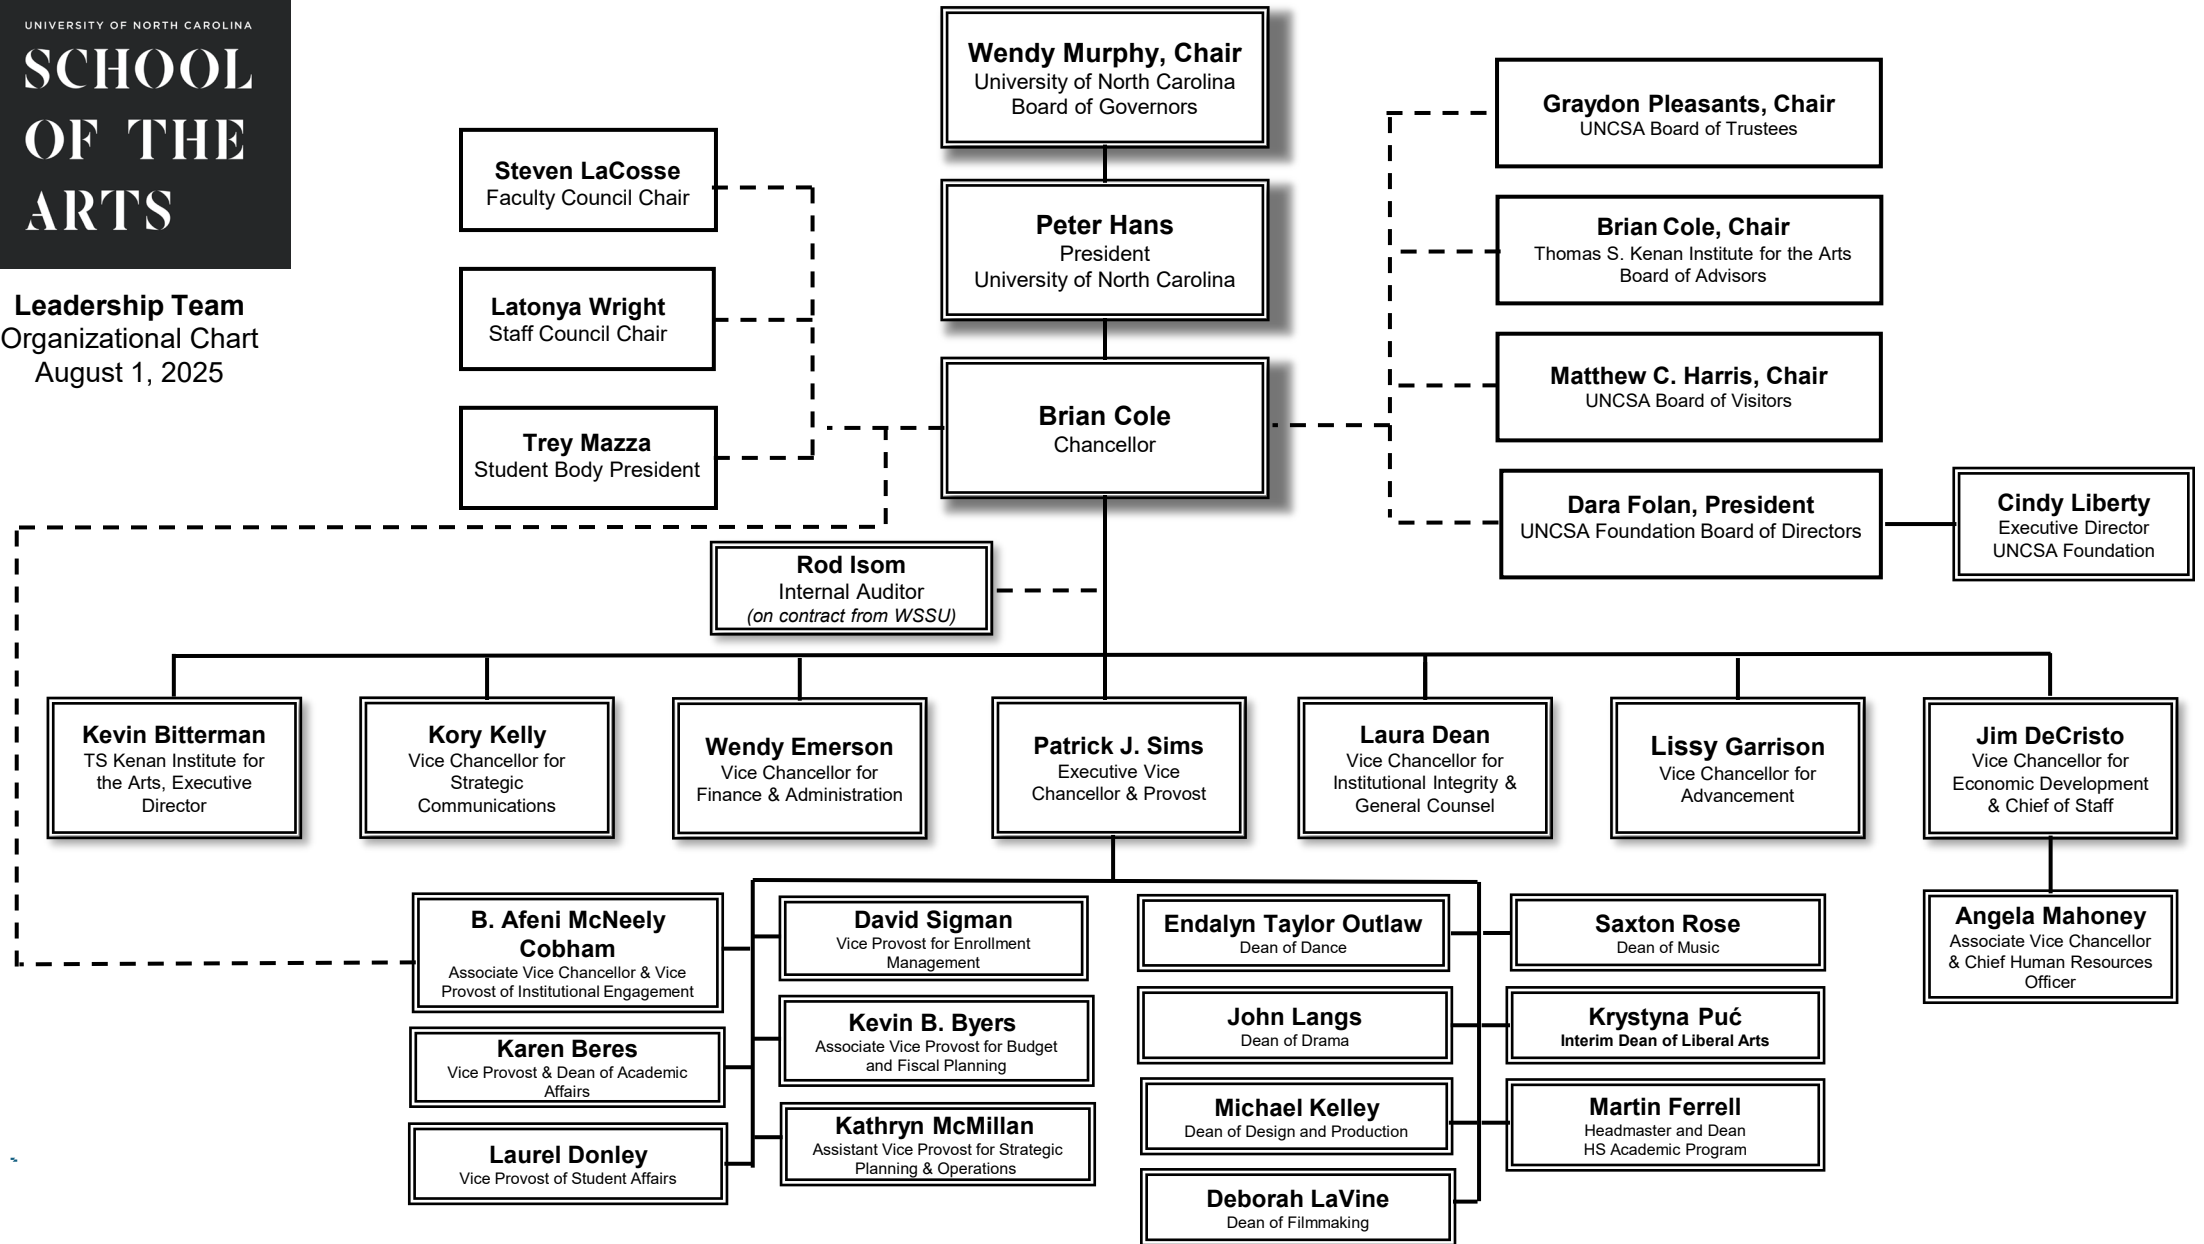 UNIVERSITY OF NORTH CAROLINA
SCHOOL
OF THE
ARTS
Leadership Team
Organizational Chart
August 1, 2025
Wendy Murphy, Chair
University of North Carolina
Board of Governors
Peter Hans
President
University of North Carolina
Brian Cole
Chancellor
Steven LaCosse
Faculty Council Chair
Latonya Wright
Staff Council Chair
Trey Mazza
Student Body President
Graydon Pleasants, Chair
UNCSA Board of Trustees
Brian Cole, Chair
Thomas S. Kenan Institute for the Arts
Board of Advisors
Matthew C. Harris, Chair
UNCSA Board of Visitors
Dara Folan, President
UNCSA Foundation Board of Directors
Cindy Liberty
Executive Director
UNCSA Foundation
Rod Isom
Internal Auditor
(on contract from WSSU)
Kevin Bitterman
TS Kenan Institute for
the Arts, Executive
Director
Kory Kelly
Vice Chancellor for
Strategic
Communications
Wendy Emerson
Vice Chancellor for
Finance & Administration
Patrick J. Sims
Executive Vice
Chancellor & Provost
Laura Dean
Vice Chancellor for
Institutional Integrity &
General Counsel
Lissy Garrison
Vice Chancellor for
Advancement
Jim DeCristo
Vice Chancellor for
Economic Development
& Chief of Staff
B. Afeni McNeely
Cobham
Associate Vice Chancellor & Vice
Provost of Institutional Engagement
Karen Beres
Vice Provost & Dean of Academic
Affairs
Laurel Donley
Vice Provost of Student Affairs
David Sigman
Vice Provost for Enrollment
Management
Kevin B. Byers
Associate Vice Provost for Budget
and Fiscal Planning
Kathryn McMillan
Assistant Vice Provost for Strategic
Planning & Operations
Endalyn Taylor Outlaw
Dean of Dance
John Langs
Dean of Drama
Michael Kelley
Dean of Design and Production
Deborah LaVine
Dean of Filmmaking
Saxton Rose
Dean of Music
Krystyna Puć
Interim Dean of Liberal Arts
Martin Ferrell
Headmaster and Dean
HS Academic Program
Angela Mahoney
Associate Vice Chancellor
& Chief Human Resources
Officer